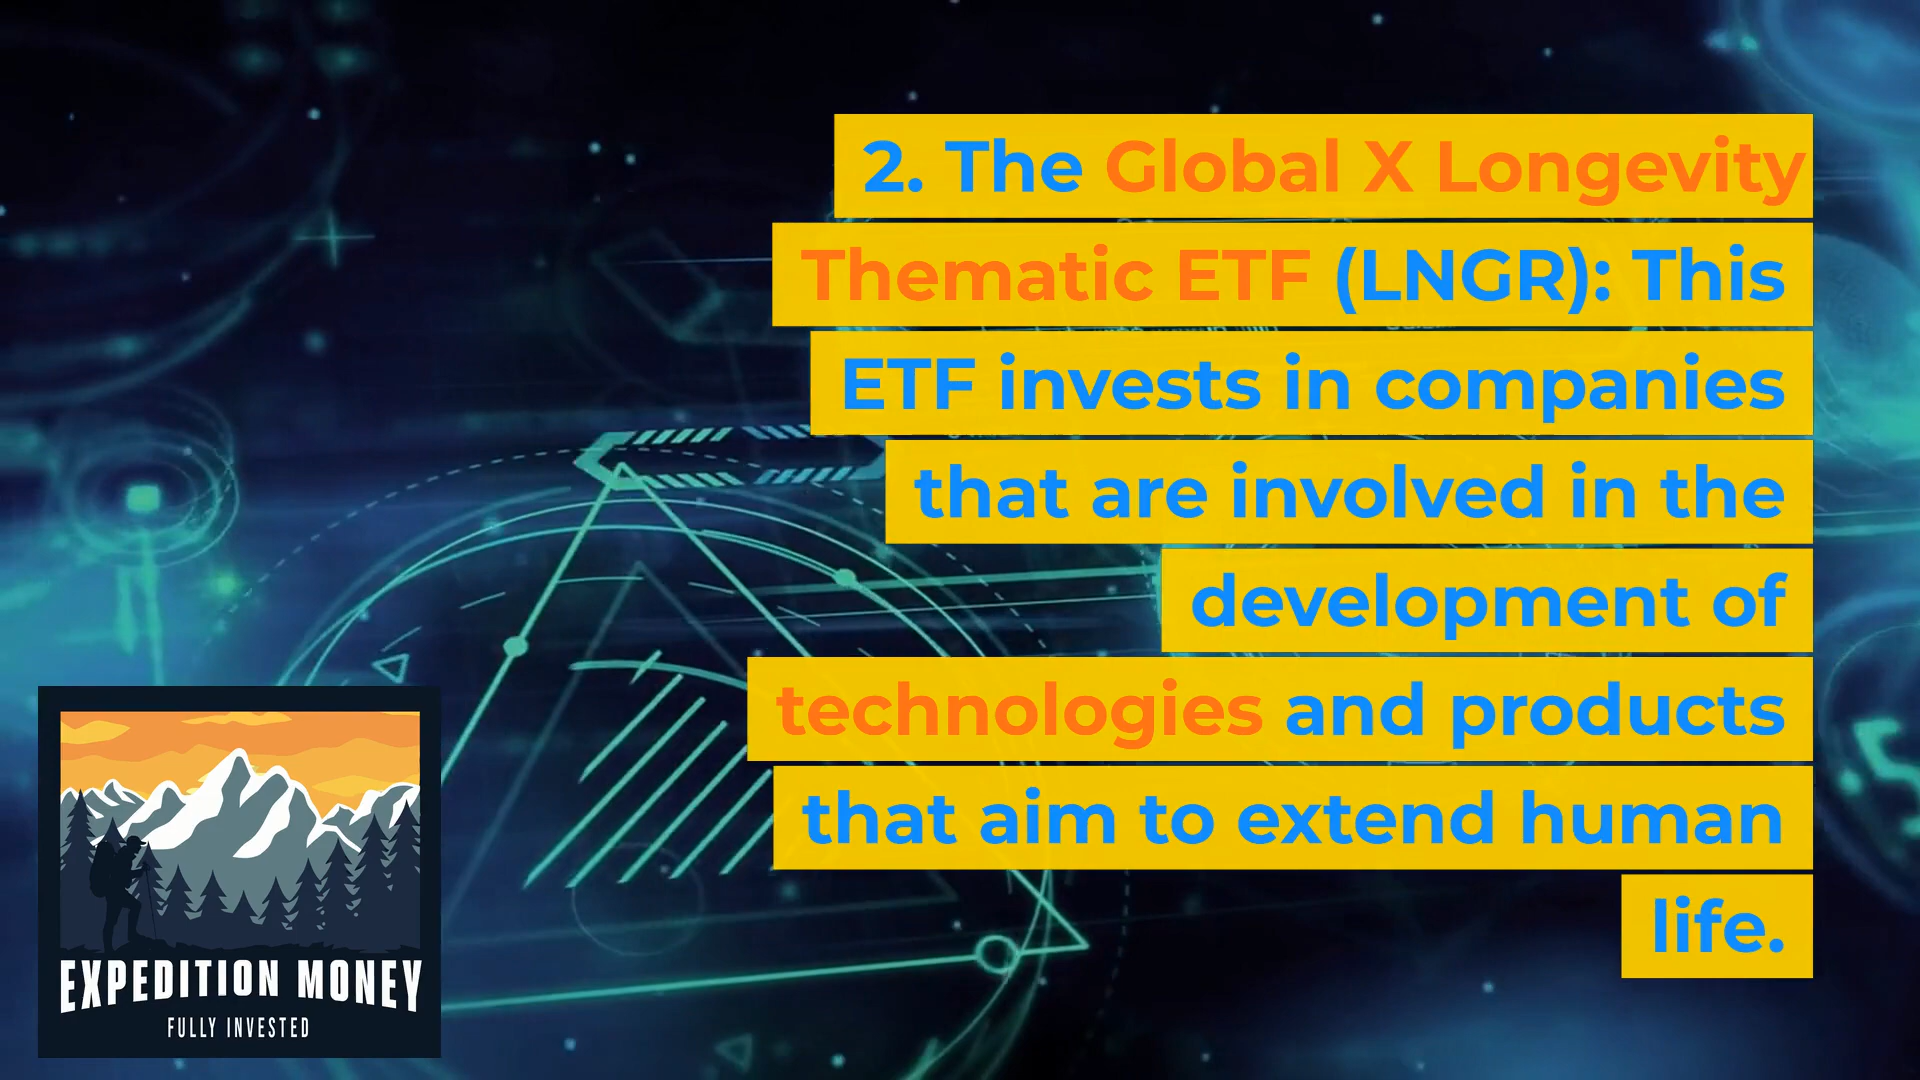 2. The Global X Longevity
Thematic ETF (LNGR): This
ETF invests in companies
that are involved in the
development of
technologies and products
that aim to extend human
life.
EXPEDITION MONEY
FULLY INVESTED